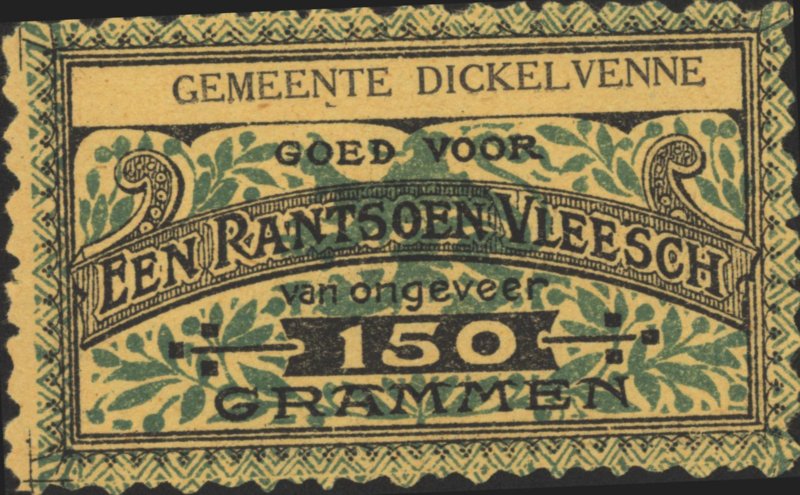 GEMEENTE DICKELVENNE
GOED VOOR
EEN RANTSOEN VLEESCH
van ongeveer
150
GRAMMEN